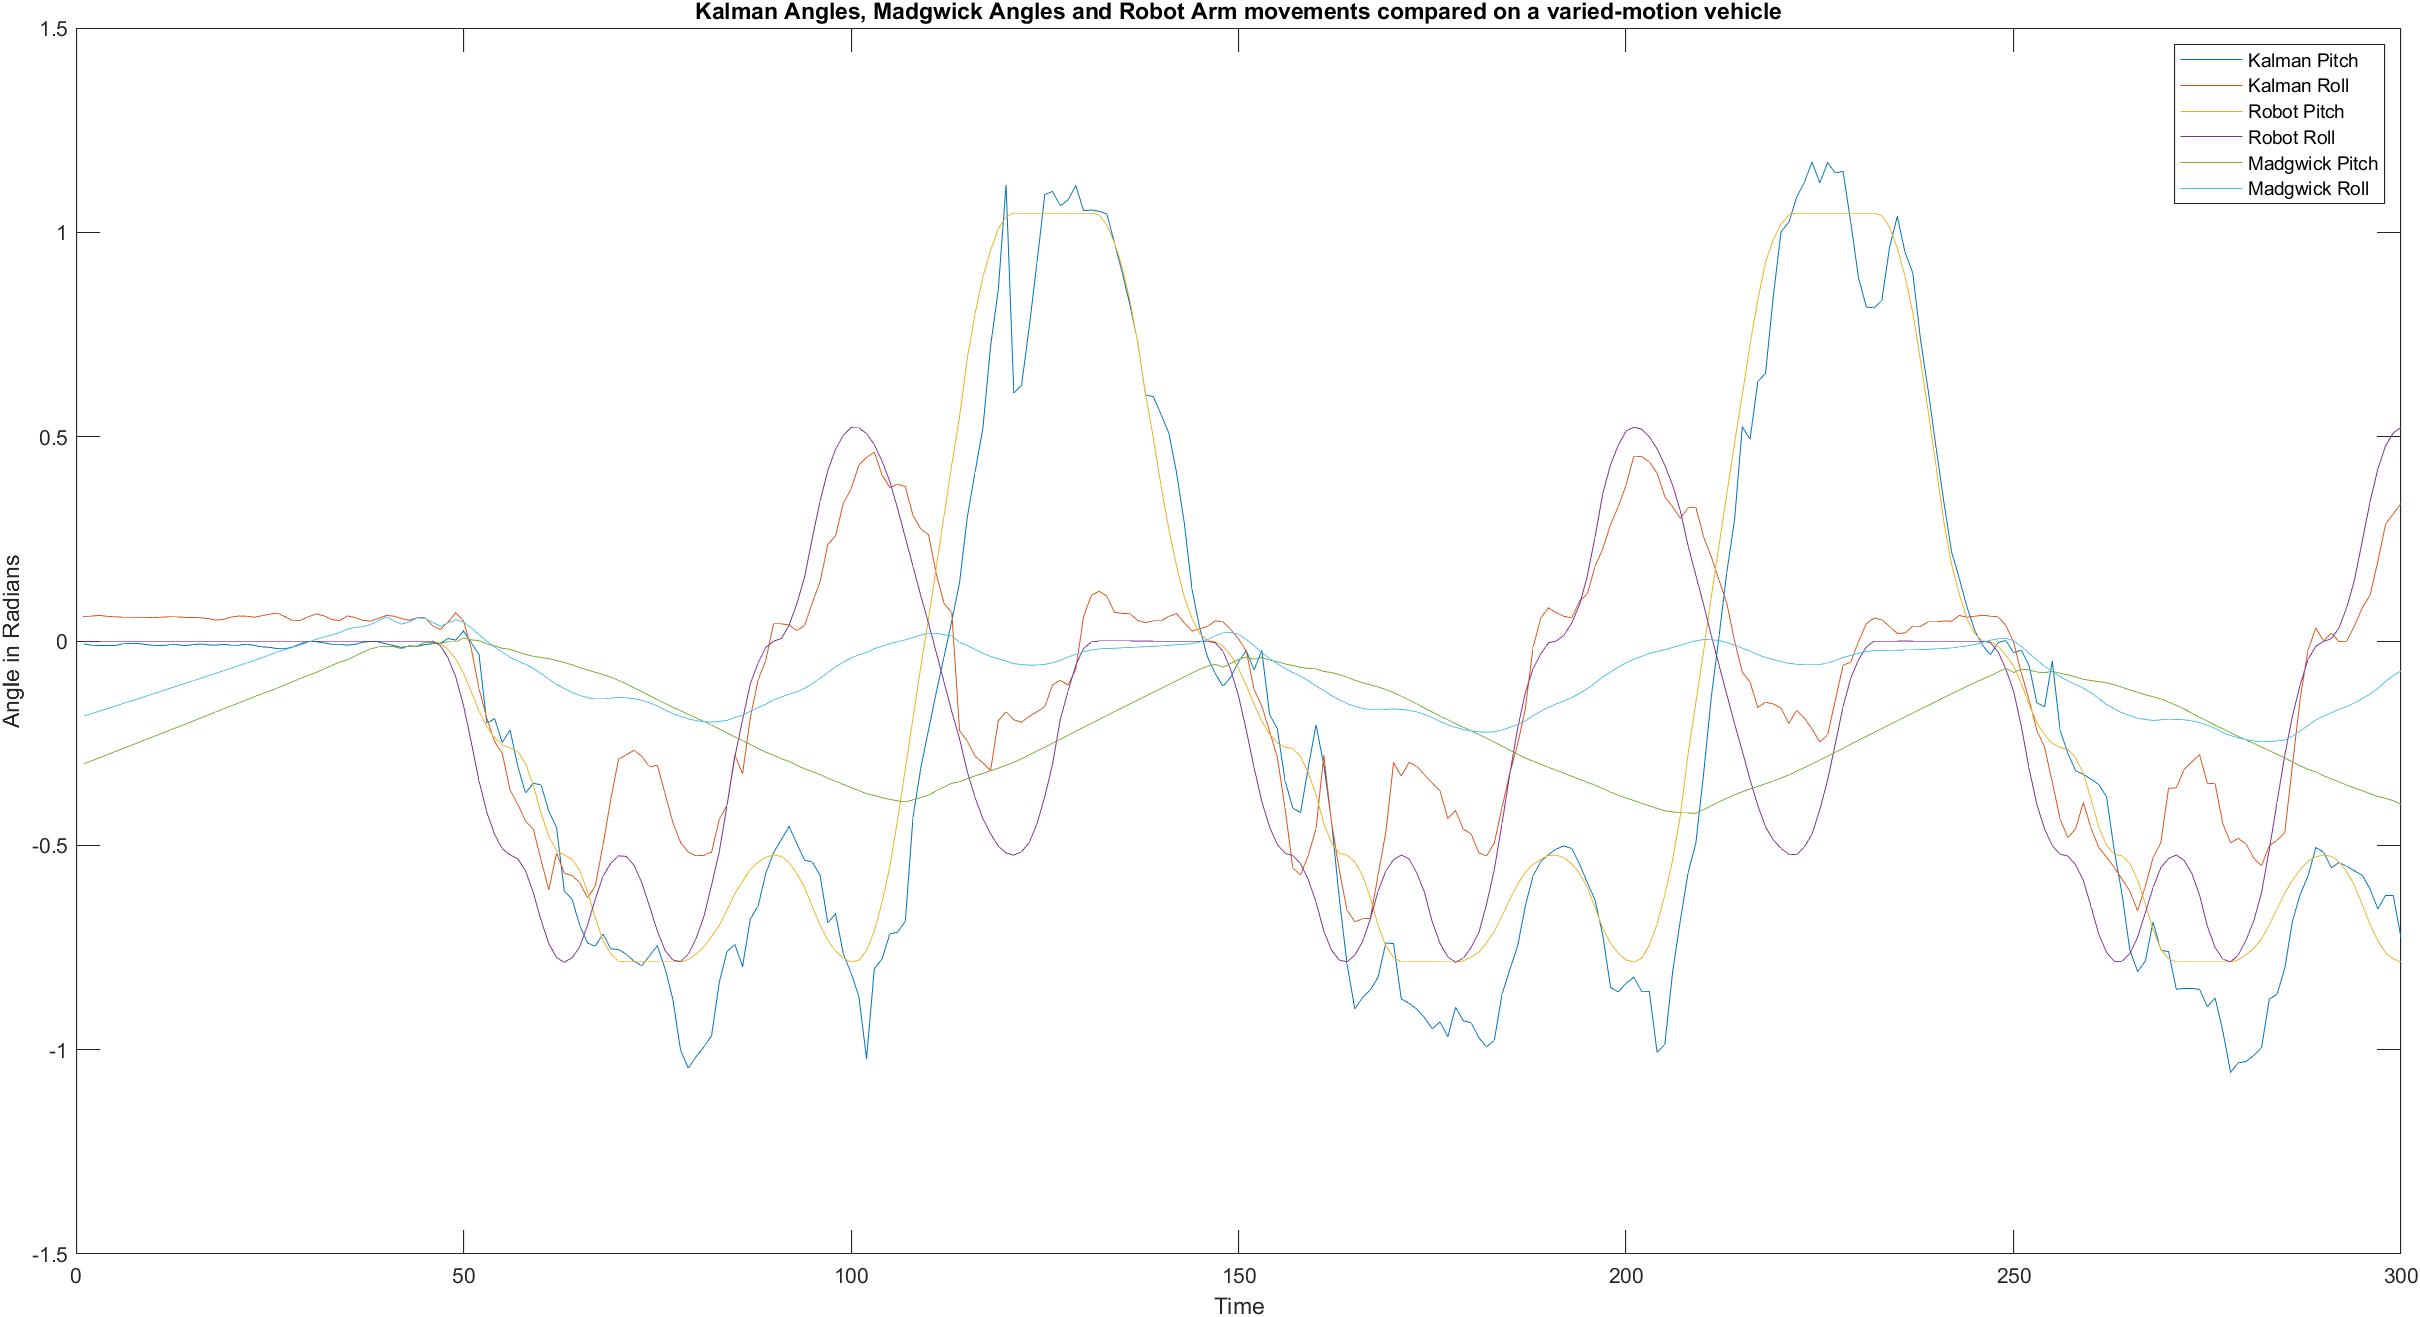 Kalman Angles, Madgwick Angles and Robot Arm movements compared on a varied-motion vehicle
1.5
1
0.5
0
-0.5
-1
-1.5
Angle in Radians
0
50
100
150
200
250
300
Time
Kalman Pitch
Kalman Roll
Robot Pitch
Robot Roll
Madgwick Pitch
Madgwick Roll